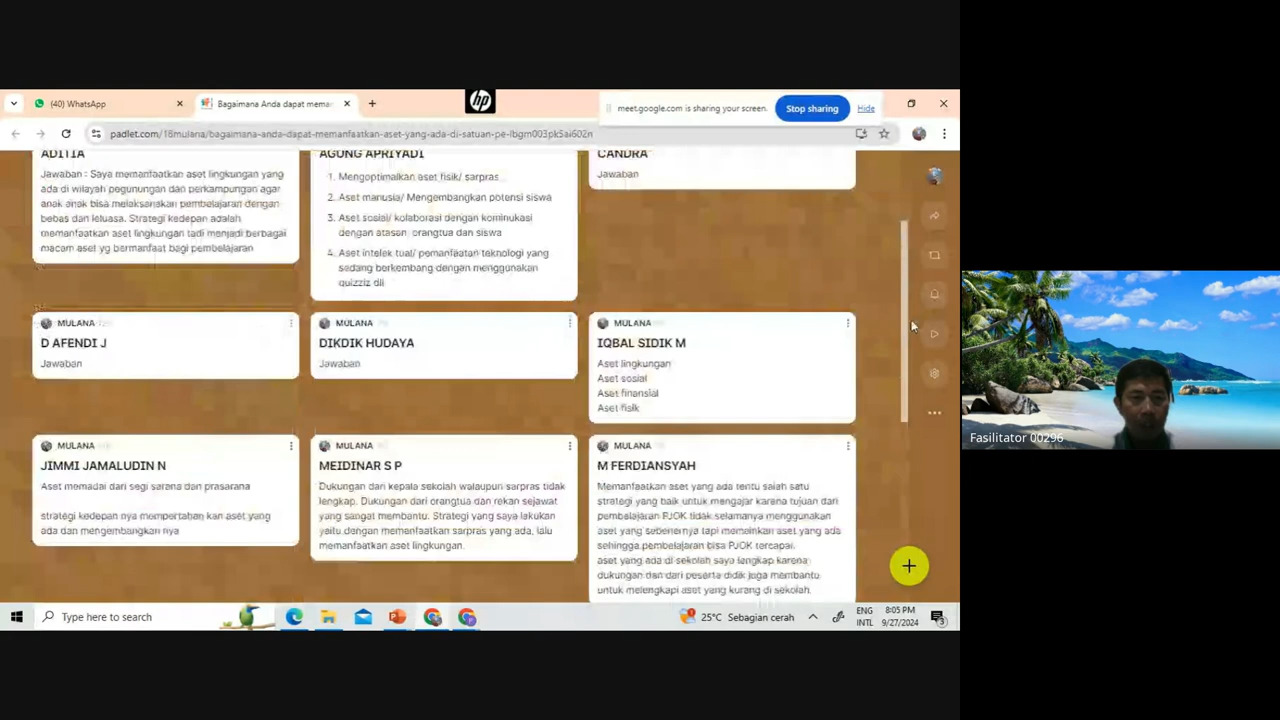 (40) WhatsApp
Bagaimana Anda dapat meman
hp
meet.google.com is sharing your screen.
Stop sharing
Hide
padlet.com/18mulana/bagaimana-anda-dapat-memanfaatkan-aset-yang-ada-di-satuan-pe-lbgm003pk5ai602n
ADITIA
Jawaban : Saya memanfaatkan aset lingkungan yang
ada di wilayah pegunungan dan perkampungan agar
anak anak bisa melaksanakan pembelajaran dengan
bebas dan leluasa. Strategi kedepan adalah
memanfaatkan aset lingkungan tadi menjadi berbagai
macam aset yg bermanfaat bagi pembelajaran
AGUNG APRIYADI
1. Mengoptimalkan aset fisik/ sarpras
2. Aset manusia/ Mengembangkan potensi siswa
3. Aset sosial/ kolaborasi dengan kominukasi
dengan atasan orangtua dan siswa
4. Aset intelek tual/ pemanfaatan teknologi yang
sedang berkembang dengan menggunakan
quizziz dll
CANDRA
Jawaban
MULANA
D AFENDI J
Jawaban
MULANA
DIKDIK HUDAYA
Jawaban
MULANA
IQBAL SIDIK M
Aset lingkungan
Aset sosial
Aset finansial
Aset fisik
MULANA
JIMMI JAMALUDIN N
Aset memadai dari segi sarana dan prasarana
strategi kedepan nya mempertahan kan aset yang
ada dan mengembangkan nya
MULANA
MEIDINAR S P
Dukungan dari kepala sekolah walaupun sarpras tidak
lengkap. Dukungan dari orangtua dan rekan sejawat
yang sangat membantu. Strategi yang saya lakukan
yaitu dengan memanfaatkan sarpras yang ada, lalu
memanfaatkan aset lingkungan.
MULANA
M FERDIANSYAH
Memanfaatkan aset yang ada tentu salah satu
strategi yang baik untuk mengajar karena tujuan dari
pembelajaran PJOK tidak selamanya menggunakan
aset yang sebenernya tapi memeinkan aset yang ada
sehingga pembelajaran bisa PJOK tercapai.
aset yang ada di sekolah saya lengkap karena
dukungan dan dari peserta didik juga membantu
untuk melengkapi aset yang kurang di sekolah.
Fasilitator 00296
Type here to search
25°C Sebagian cerah
ENG
INTL
8:05 PM
9/27/2024
3